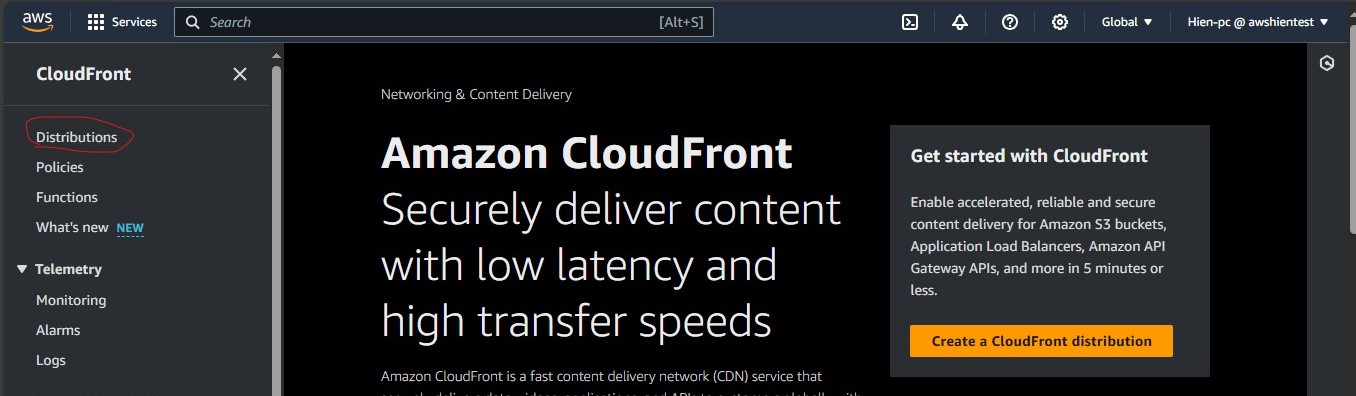 aws
Services
Search
[Alt+S]
Global
Hien-pc @ awshientest
CloudFront
Distributions
Policies
Functions
What's new NEW
Telemetry
Monitoring
Alarms
Logs
Networking & Content Delivery
Amazon CloudFront
Securely deliver content
with low latency and
high transfer speeds
Amazon CloudFront is a fast content delivery network (CDN) service that
Get started with CloudFront
Enable accelerated, reliable and secure
content delivery for Amazon S3 buckets,
Application Load Balancers, Amazon API
Gateway APIs, and more in 5 minutes or
less.
Create a CloudFront distribution